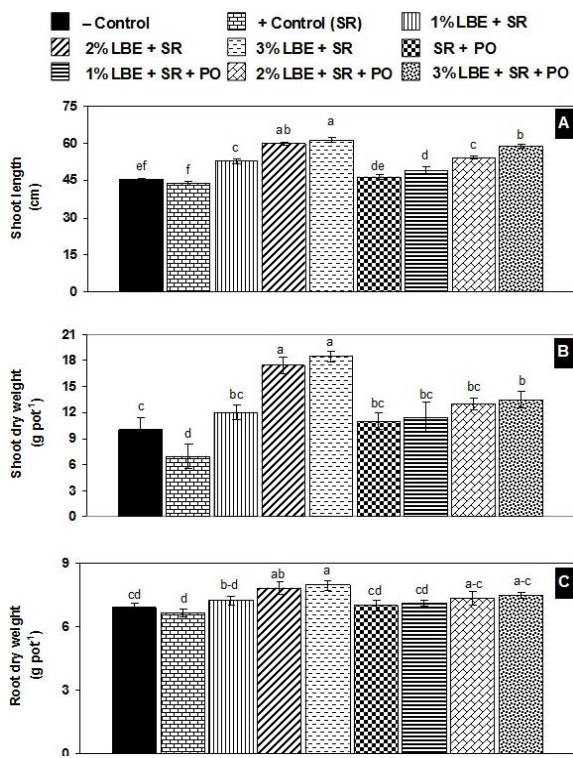 – Control + Control (SR) 1% LBE + SR
2% LBE + SR 3% LBE + SR SR + PO
1% LBE + SR + PO 2% LBE + SR + PO 3% LBE + SR + PO
A
Shoot length
(cm)
75
60
45
30
15
0
ef f c ab a de d c b
B
Shoot dry weight
(g pot⁻¹)
21
18
15
12
9
6
3
0
c d bc a a bc bc bc b
C
Root dry weight
(g pot⁻¹)
9
6
3
0
cd d b-d ab a cd cd a-c a-c